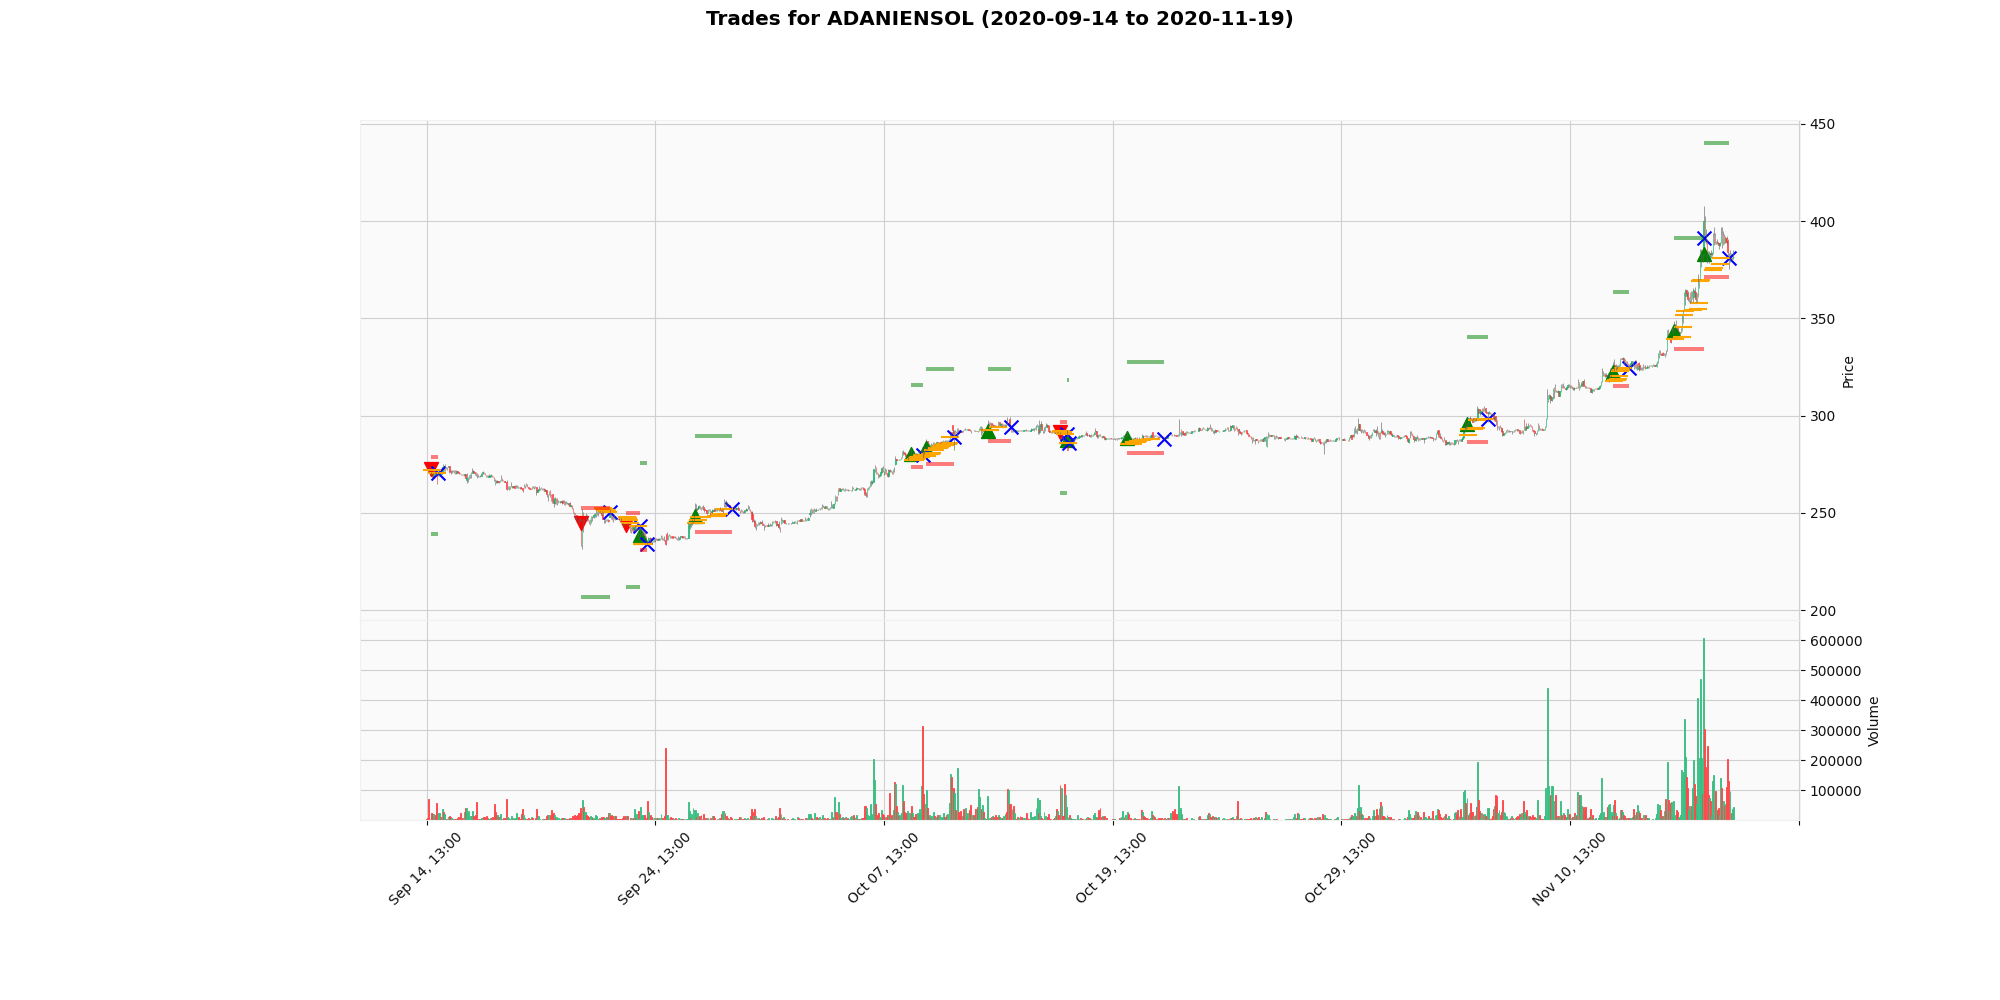 Trades for ADANIENSOL (2020-09-14 to 2020-11-19)
450
400
350
300
250
200
Price
600000
500000
400000
300000
200000
100000
Volume
Sep 14, 13:00
Sep 24, 13:00
Oct 07, 13:00
Oct 19, 13:00
Oct 29, 13:00
Nov 10, 13:00